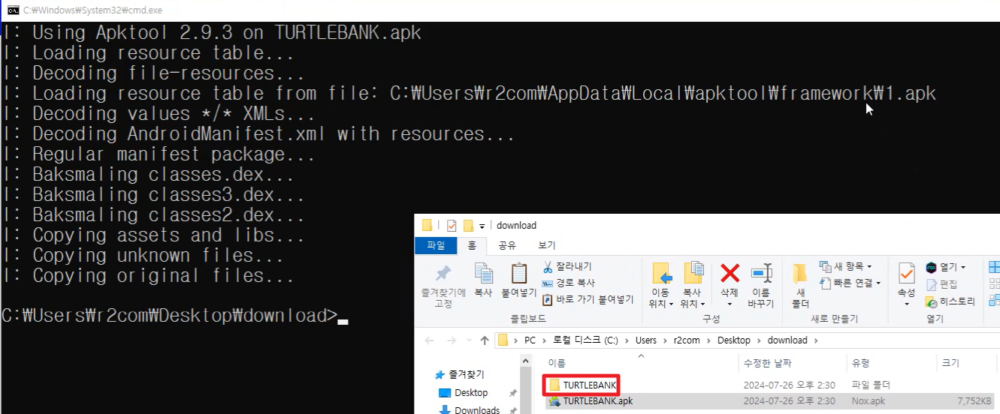 C:₩Windows₩System32₩cmd.exe
I: Using Apktool 2.9.3 on TURTLEBANK.apk
I: Loading resource table...
I: Decoding file-resources...
I: Loading resource table from file: C:₩Users₩r2com₩AppData₩Local₩apktool₩framework₩1.apk
I: Decoding values */* XMLs...
I: Decoding AndroidManifest.xml with resources...
I: Regular manifest package...
I: Baksmaling classes.dex...
I: Baksmaling classes3.dex...
I: Baksmaling classes2.dex...
I: Copying assets and libs...
I: Copying unknown files...
I: Copying original files...
C:₩Users₩r2com₩Desktop₩download>
download
파일 홈 공유 보기
즐겨찾기에 고정
복사
붙여넣기
잘라내기
경로 복사
바로 가기 붙여넣기
이동 위치
복사 위치
삭제
이름 바꾸기
새 폴더
새 항목
빠른 연결
속성
열기
편집
히스토리
클립보드 구성 새로 만들기 열기
PC > 로컬 디스크 (C:) > Users > r2com > Desktop > download >
이름 수정한 날짜 유형 크기
즐겨찾기
Desktop
Downloads
TURTLEBANK 2024-07-26 오후 2:30 파일 폴더
TURTLEBANK.apk 2024-07-26 오후 2:30 Nox.apk 7,752KB